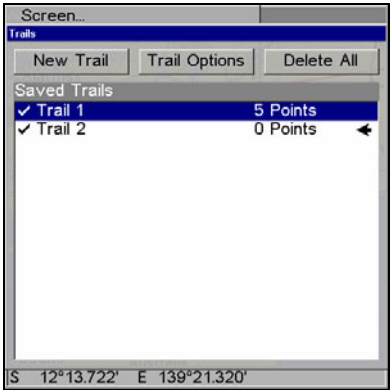 Screen...
Trails
New Trail Trail Options Delete All
Saved Trails
✓ Trail 1 5 Points
✓ Trail 2 0 Points
S 12°13.722' E 139°21.320'